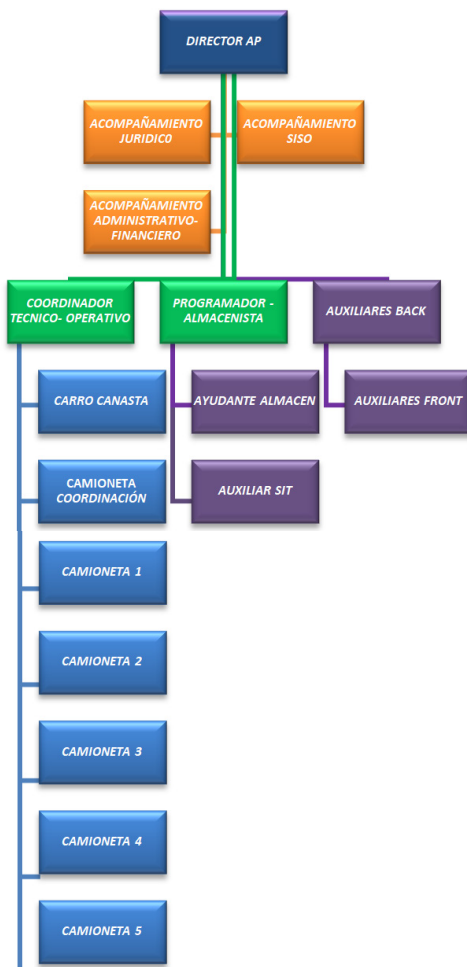 DIRECTOR AP
ACOMPAÑAMIENTO
JURIDICO
ACOMPAÑAMIENTO
SISO
ACOMPAÑAMIENTO
ADMINISTRATIVO-
FINANCIERO
COORDINADOR
TECNICO- OPERATIVO
PROGRAMADOR -
ALMACENISTA
AUXILIARES BACK
CARRO CANASTA
AYUDANTE ALMACEN
AUXILIARES FRONT
CAMIONETA
COORDINACIÓN
AUXILIAR SIT
CAMIONETA 1
CAMIONETA 2
CAMIONETA 3
CAMIONETA 4
CAMIONETA 5